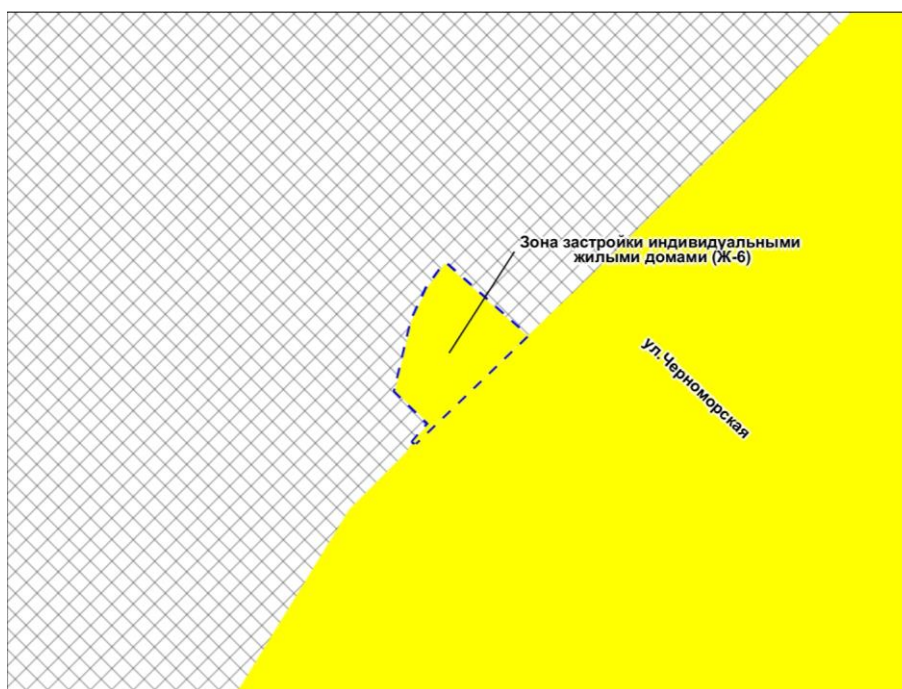 Зона застройки индивидуальными
жилыми домами (Ж-6)
ул.Черноморская